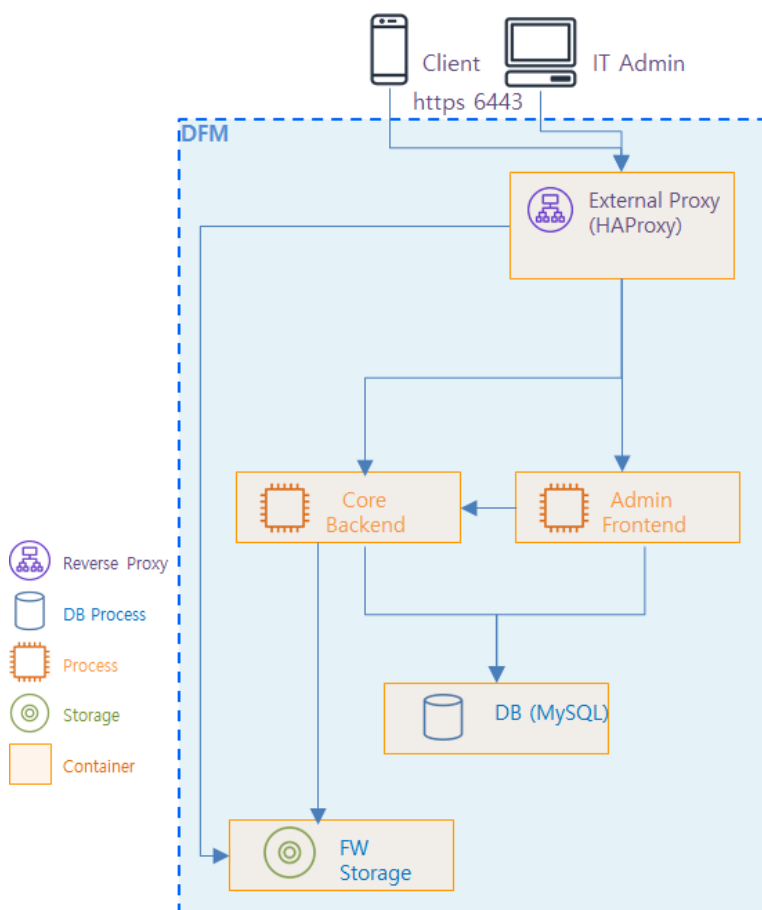 Client
IT Admin
https 6443
DFM
External Proxy
(HAProxy)
Core
Backend
Admin
Frontend
Reverse Proxy
DB Process
Process
Storage
Container
DB (MySQL)
FW
Storage